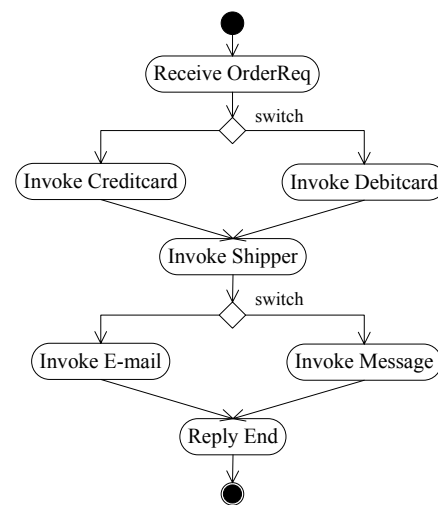 Receive OrderReq
switch
Invoke Creditcard
Invoke Debitcard
Invoke Shipper
switch
Invoke E-mail
Invoke Message
Reply End